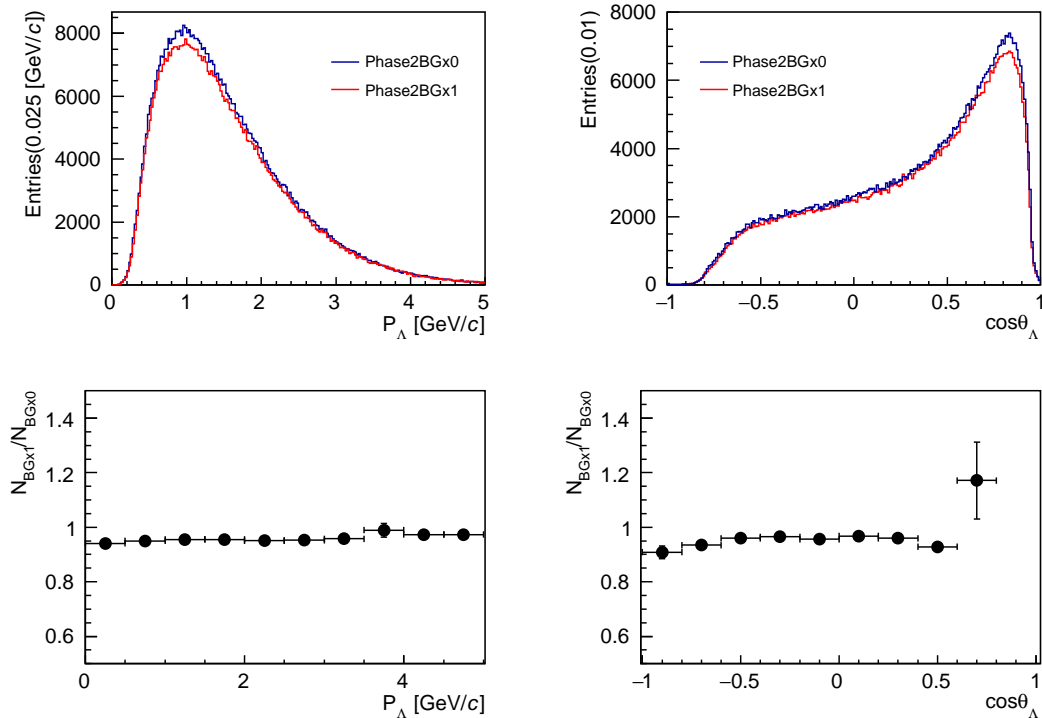 Entries(0.025 [GeV/c])
8000
6000
4000
2000
0
Phase2BGx0
Phase2BGx1
0 1 2 3 4 5
P_Λ [GeV/c]
Entries(0.01)
8000
6000
4000
2000
0
Phase2BGx0
Phase2BGx1
−1 −0.5 0 0.5 1
cosθ_Λ
N_BGx1/N_BGx0
1.4
1.2
1
0.8
0.6
0 2 4
P_Λ [GeV/c]
N_BGx1/N_BGx0
1.4
1.2
1
0.8
0.6
−1 −0.5 0 0.5 1
cosθ_Λ